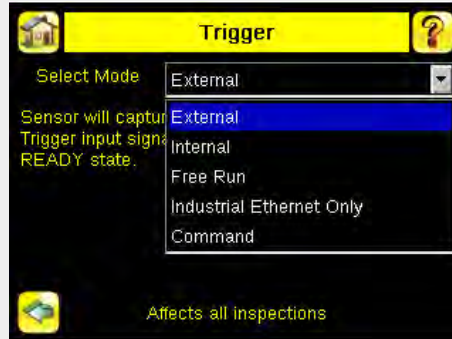 Trigger
?
Select Mode External
Sensor will captur External
Trigger input signa Internal
READY state.
Free Run
Industrial Ethernet Only
Command
Affects all inspections